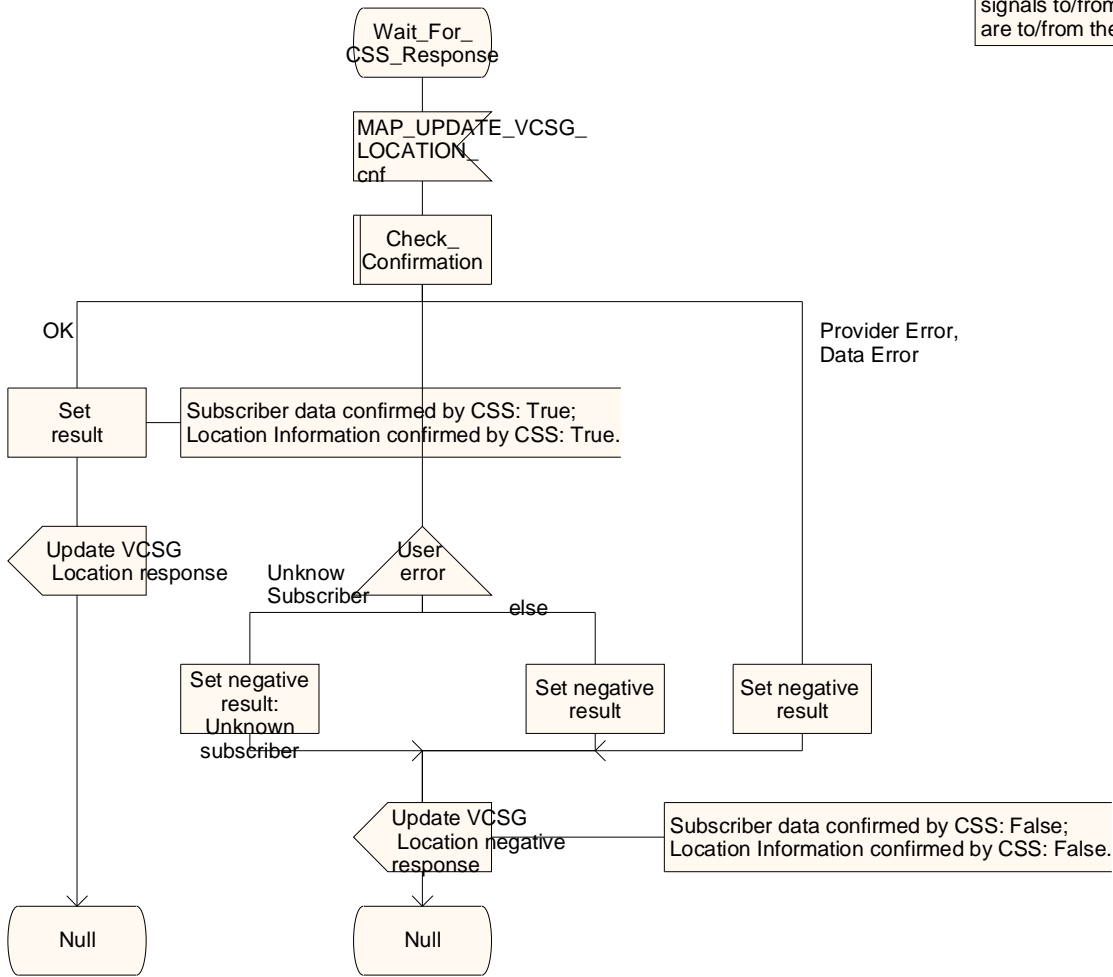 signals to/from
are to/from the
Wait_For_
CSS_Response
MAP_UPDATE_VCSG_
LOCATION_
cnf
Check_
Confirmation
OK
Provider Error,
Data Error
Set
result
Subscriber data confirmed by CSS: True;
Location Information confirmed by CSS: True.
Update VCSG
Location response
User
error
Unknow
Subscriber
else
Set negative
result:
Unknown
subscriber
Set negative
result
Set negative
result
Update VCSG
Location negative
response
Subscriber data confirmed by CSS: False;
Location Information confirmed by CSS: False.
Null
Null